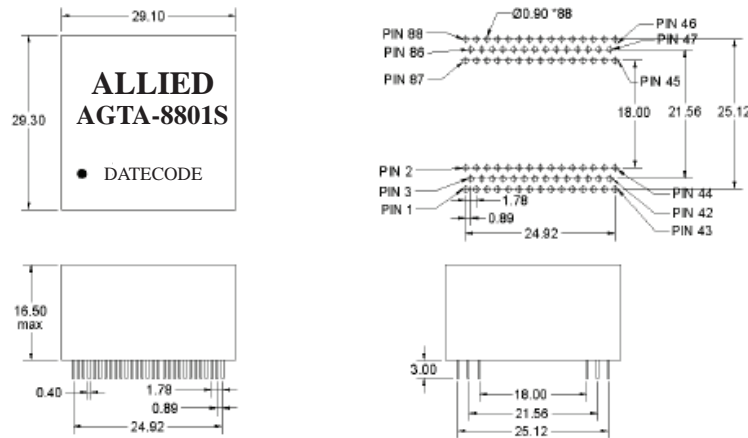 29.10
29.30
ALLIED
AGTA-8801S
DATECODE
Ø0.90 *88
PIN 88
PIN 86
PIN 87
PIN 46
PIN 47
PIN 45
18.00
21.56
25.12
PIN 2
PIN 3
PIN 1
PIN 44
PIN 42
PIN 43
1.78
0.89
24.92
16.50
max
0.40
1.78
0.89
24.92
3.00
18.00
21.56
25.12